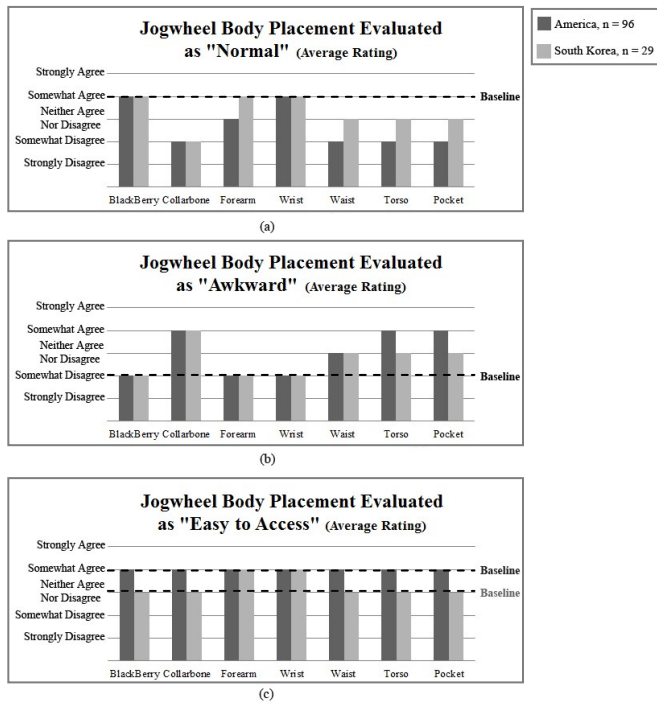 Jogwheel Body Placement Evaluated
as "Normal" (Average Rating)
America, n = 96
South Korea, n = 29
Strongly Agree
Somewhat Agree
Baseline
Neither Agree
Nor Disagree
Somewhat Disagree
Strongly Disagree
BlackBerry Collarbone Forearm Wrist Waist Torso Pocket
(a)
Jogwheel Body Placement Evaluated
as "Awkward" (Average Rating)
Strongly Agree
Somewhat Agree
Neither Agree
Nor Disagree
Somewhat Disagree
Baseline
Strongly Disagree
BlackBerry Collarbone Forearm Wrist Waist Torso Pocket
(b)
Jogwheel Body Placement Evaluated
as "Easy to Access" (Average Rating)
Strongly Agree
Somewhat Agree
Baseline
Neither Agree
Baseline
Nor Disagree
Somewhat Disagree
Strongly Disagree
BlackBerry Collarbone Forearm Wrist Waist Torso Pocket
(c)